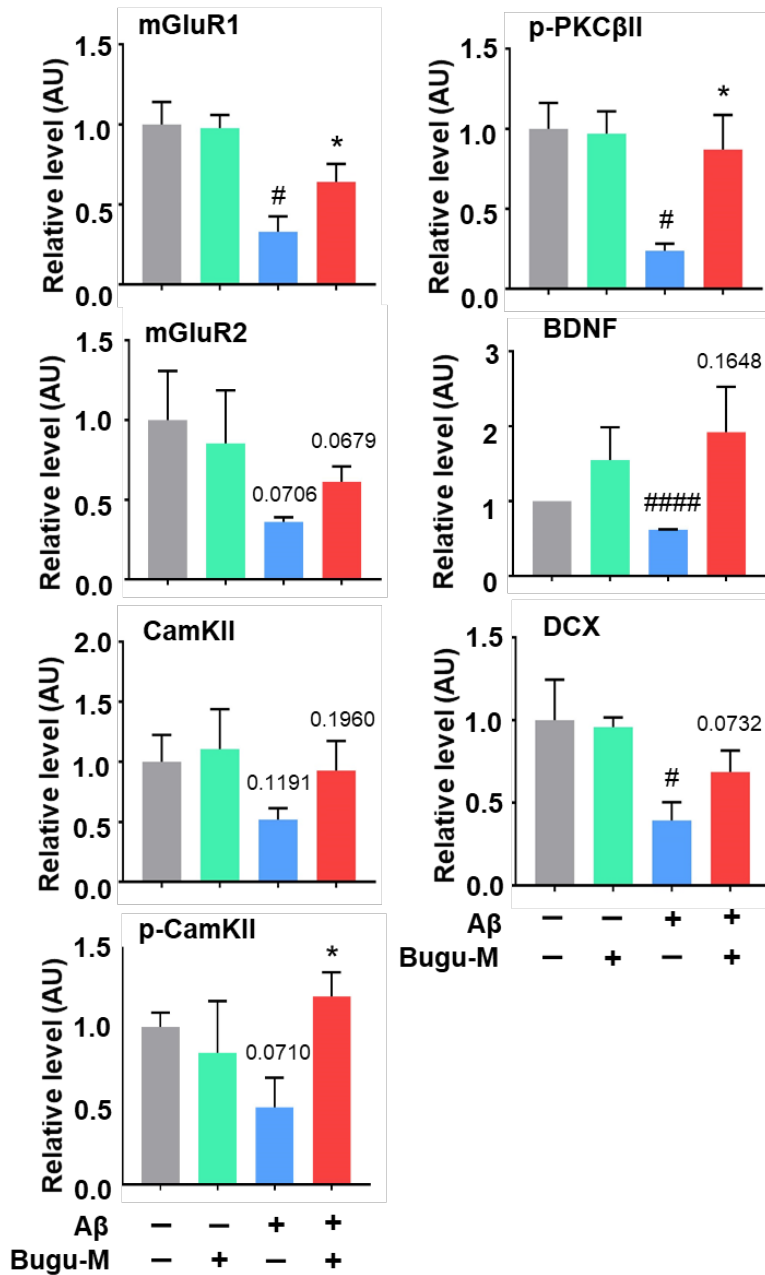 mGluR1
Relative level (AU)
1.5
1.0
0.5
0.0
#
*
mGluR2
Relative level (AU)
1.5
1.0
0.5
0.0
0.0706
0.0679
CamKII
Relative level (AU)
2.0
1.5
1.0
0.5
0.0
0.1191
0.1960
p-CamKII
Relative level (AU)
1.5
1.0
0.5
0.0
0.0710
*
Aβ − − + +
Bugu-M − + − +
p-PKCβII
Relative level (AU)
1.5
1.0
0.5
0.0
#
*
BDNF
Relative level (AU)
3
2
1
0
####
0.1648
DCX
Relative level (AU)
1.5
1.0
0.5
0.0
#
0.0732
Aβ − − + +
Bugu-M − + − +